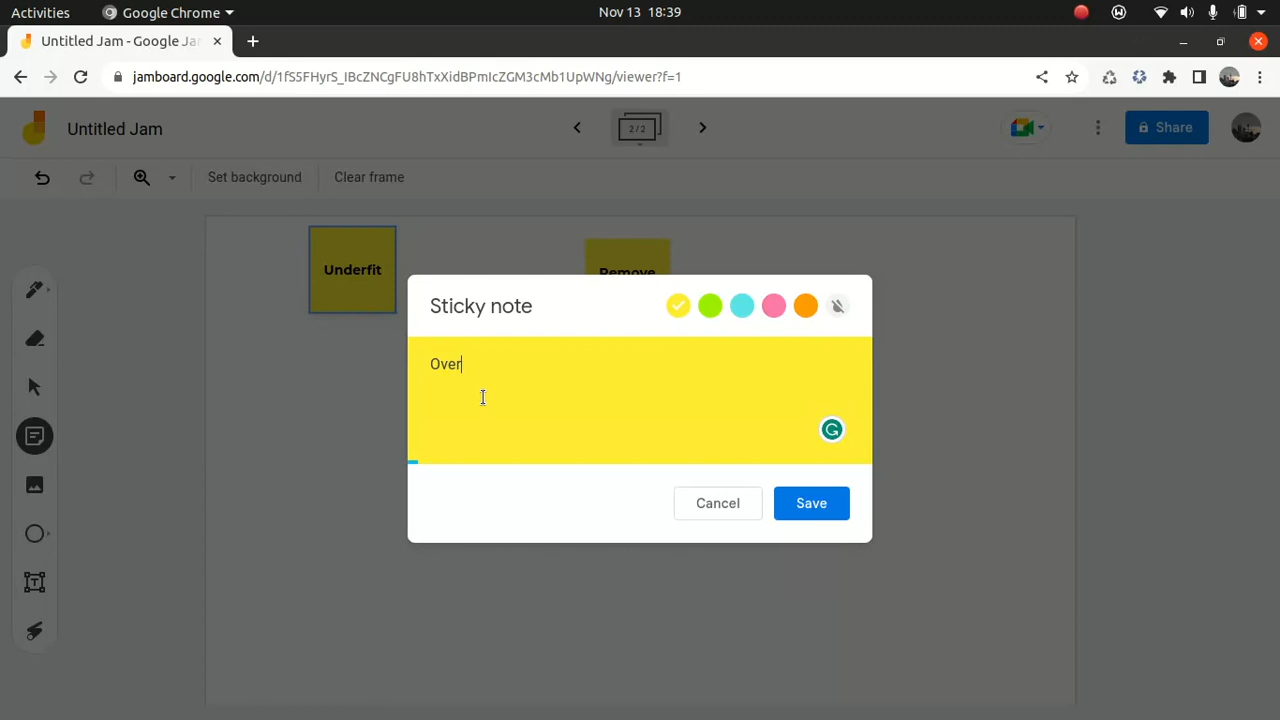 Activities
Google Chrome
Nov 13 18:39
Untitled Jam - Google Jar
jamboard.google.com/d/1fS5FHyrS_IBcZNCgFU8hTxXidBPmIcZGM3cMb1UpWNg/viewer?f=1
Untitled Jam
2/2
Share
Set background
Clear frame
Underfit
Remove
Sticky note
Over
Cancel
Save